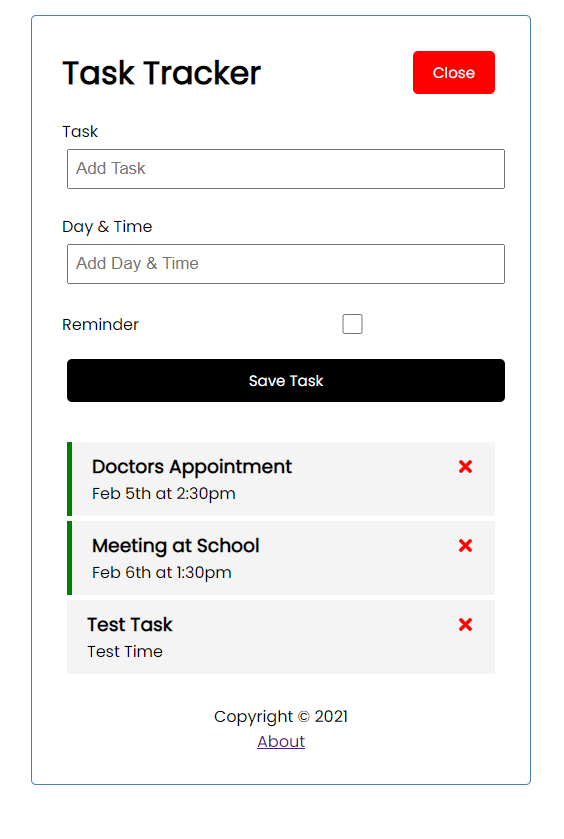 Task Tracker
Close
Task
Add Task
Day & Time
Add Day & Time
Reminder
Save Task
Doctors Appointment
Feb 5th at 2:30pm
Meeting at School
Feb 6th at 1:30pm
Test Task
Test Time
Copyright © 2021
About